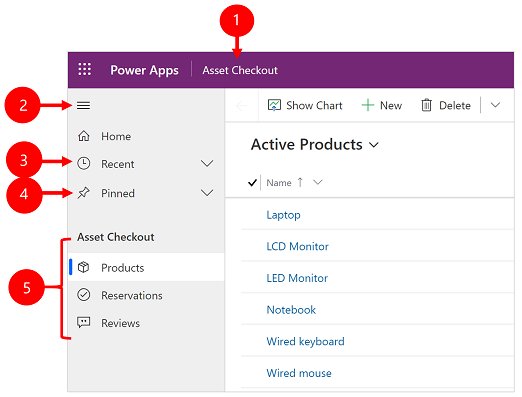 1
Power Apps Asset Checkout
2
Show Chart New Delete
Home
3 Recent
Active Products
4 Pinned
Name
Laptop
Asset Checkout
LCD Monitor
Products
LED Monitor
5
Reservations
Notebook
Reviews
Wired keyboard
Wired mouse